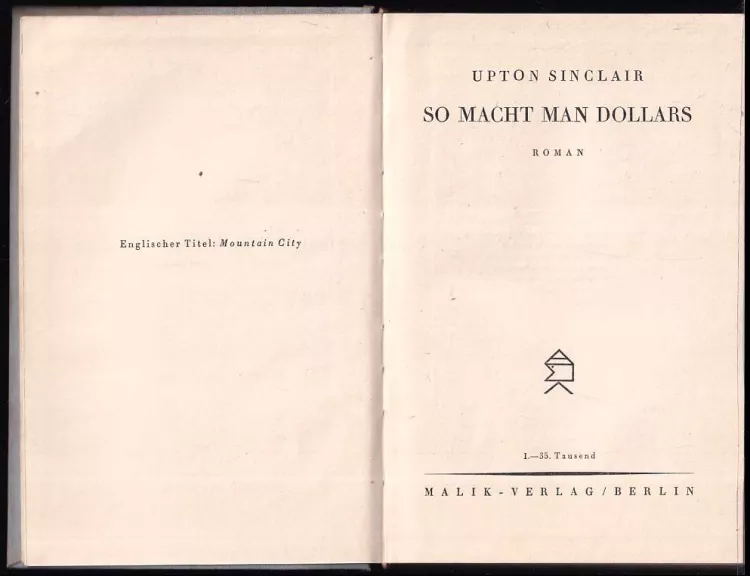 Englischer Titel: Mountain City
UPTON SINCLAIR
SO MACHT MAN DOLLARS
ROMAN
1.—35. Tausend
MALIK-VERLAG/BERLIN